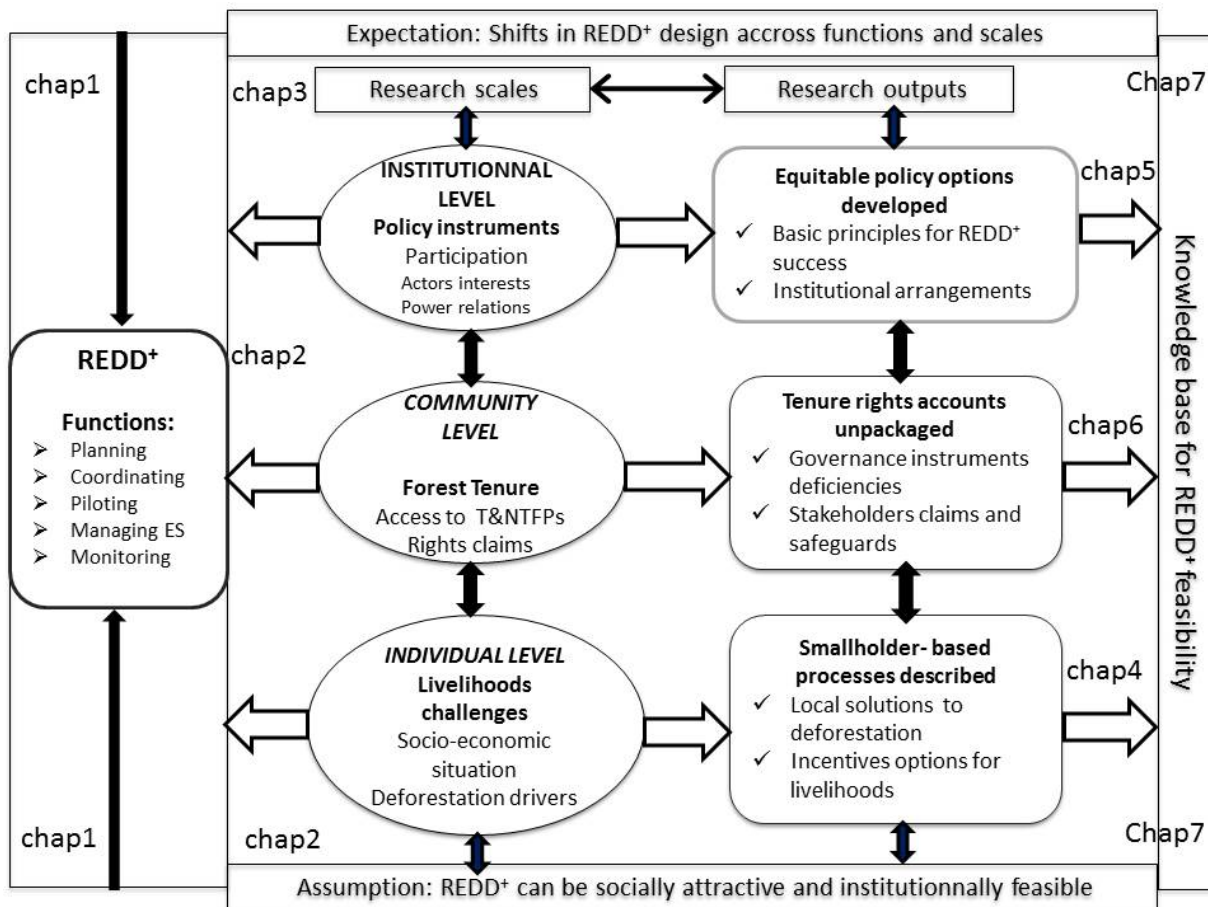 Expectation: Shifts in REDD⁺ design accross functions and scales
chap1
chap3
Research scales
Research outputs
Chap7
INSTITUTIONNAL
LEVEL
Policy instruments
Participation
Actors interests
Power relations
Equitable policy options
developed
✓ Basic principles for REDD⁺
success
✓ Institutional arrangements
chap5
REDD⁺
Functions:
➢ Planning
➢ Coordinating
➢ Piloting
➢ Managing ES
➢ Monitoring
chap2
COMMUNITY
LEVEL
Forest Tenure
Access to T&NTFPs
Rights claims
Tenure rights accounts
unpackaged
✓ Governance instruments
deficiencies
✓ Stakeholders claims and
safeguards
chap6
Knowledge base for REDD⁺ feasibility
INDIVIDUAL LEVEL
Livelihoods
challenges
Socio-economic
situation
Deforestation drivers
Smallholder- based
processes described
✓ Local solutions to
deforestation
✓ Incentives options for
livelihoods
chap4
chap1
chap2
Chap7
Assumption: REDD⁺ can be socially attractive and institutionnally feasible